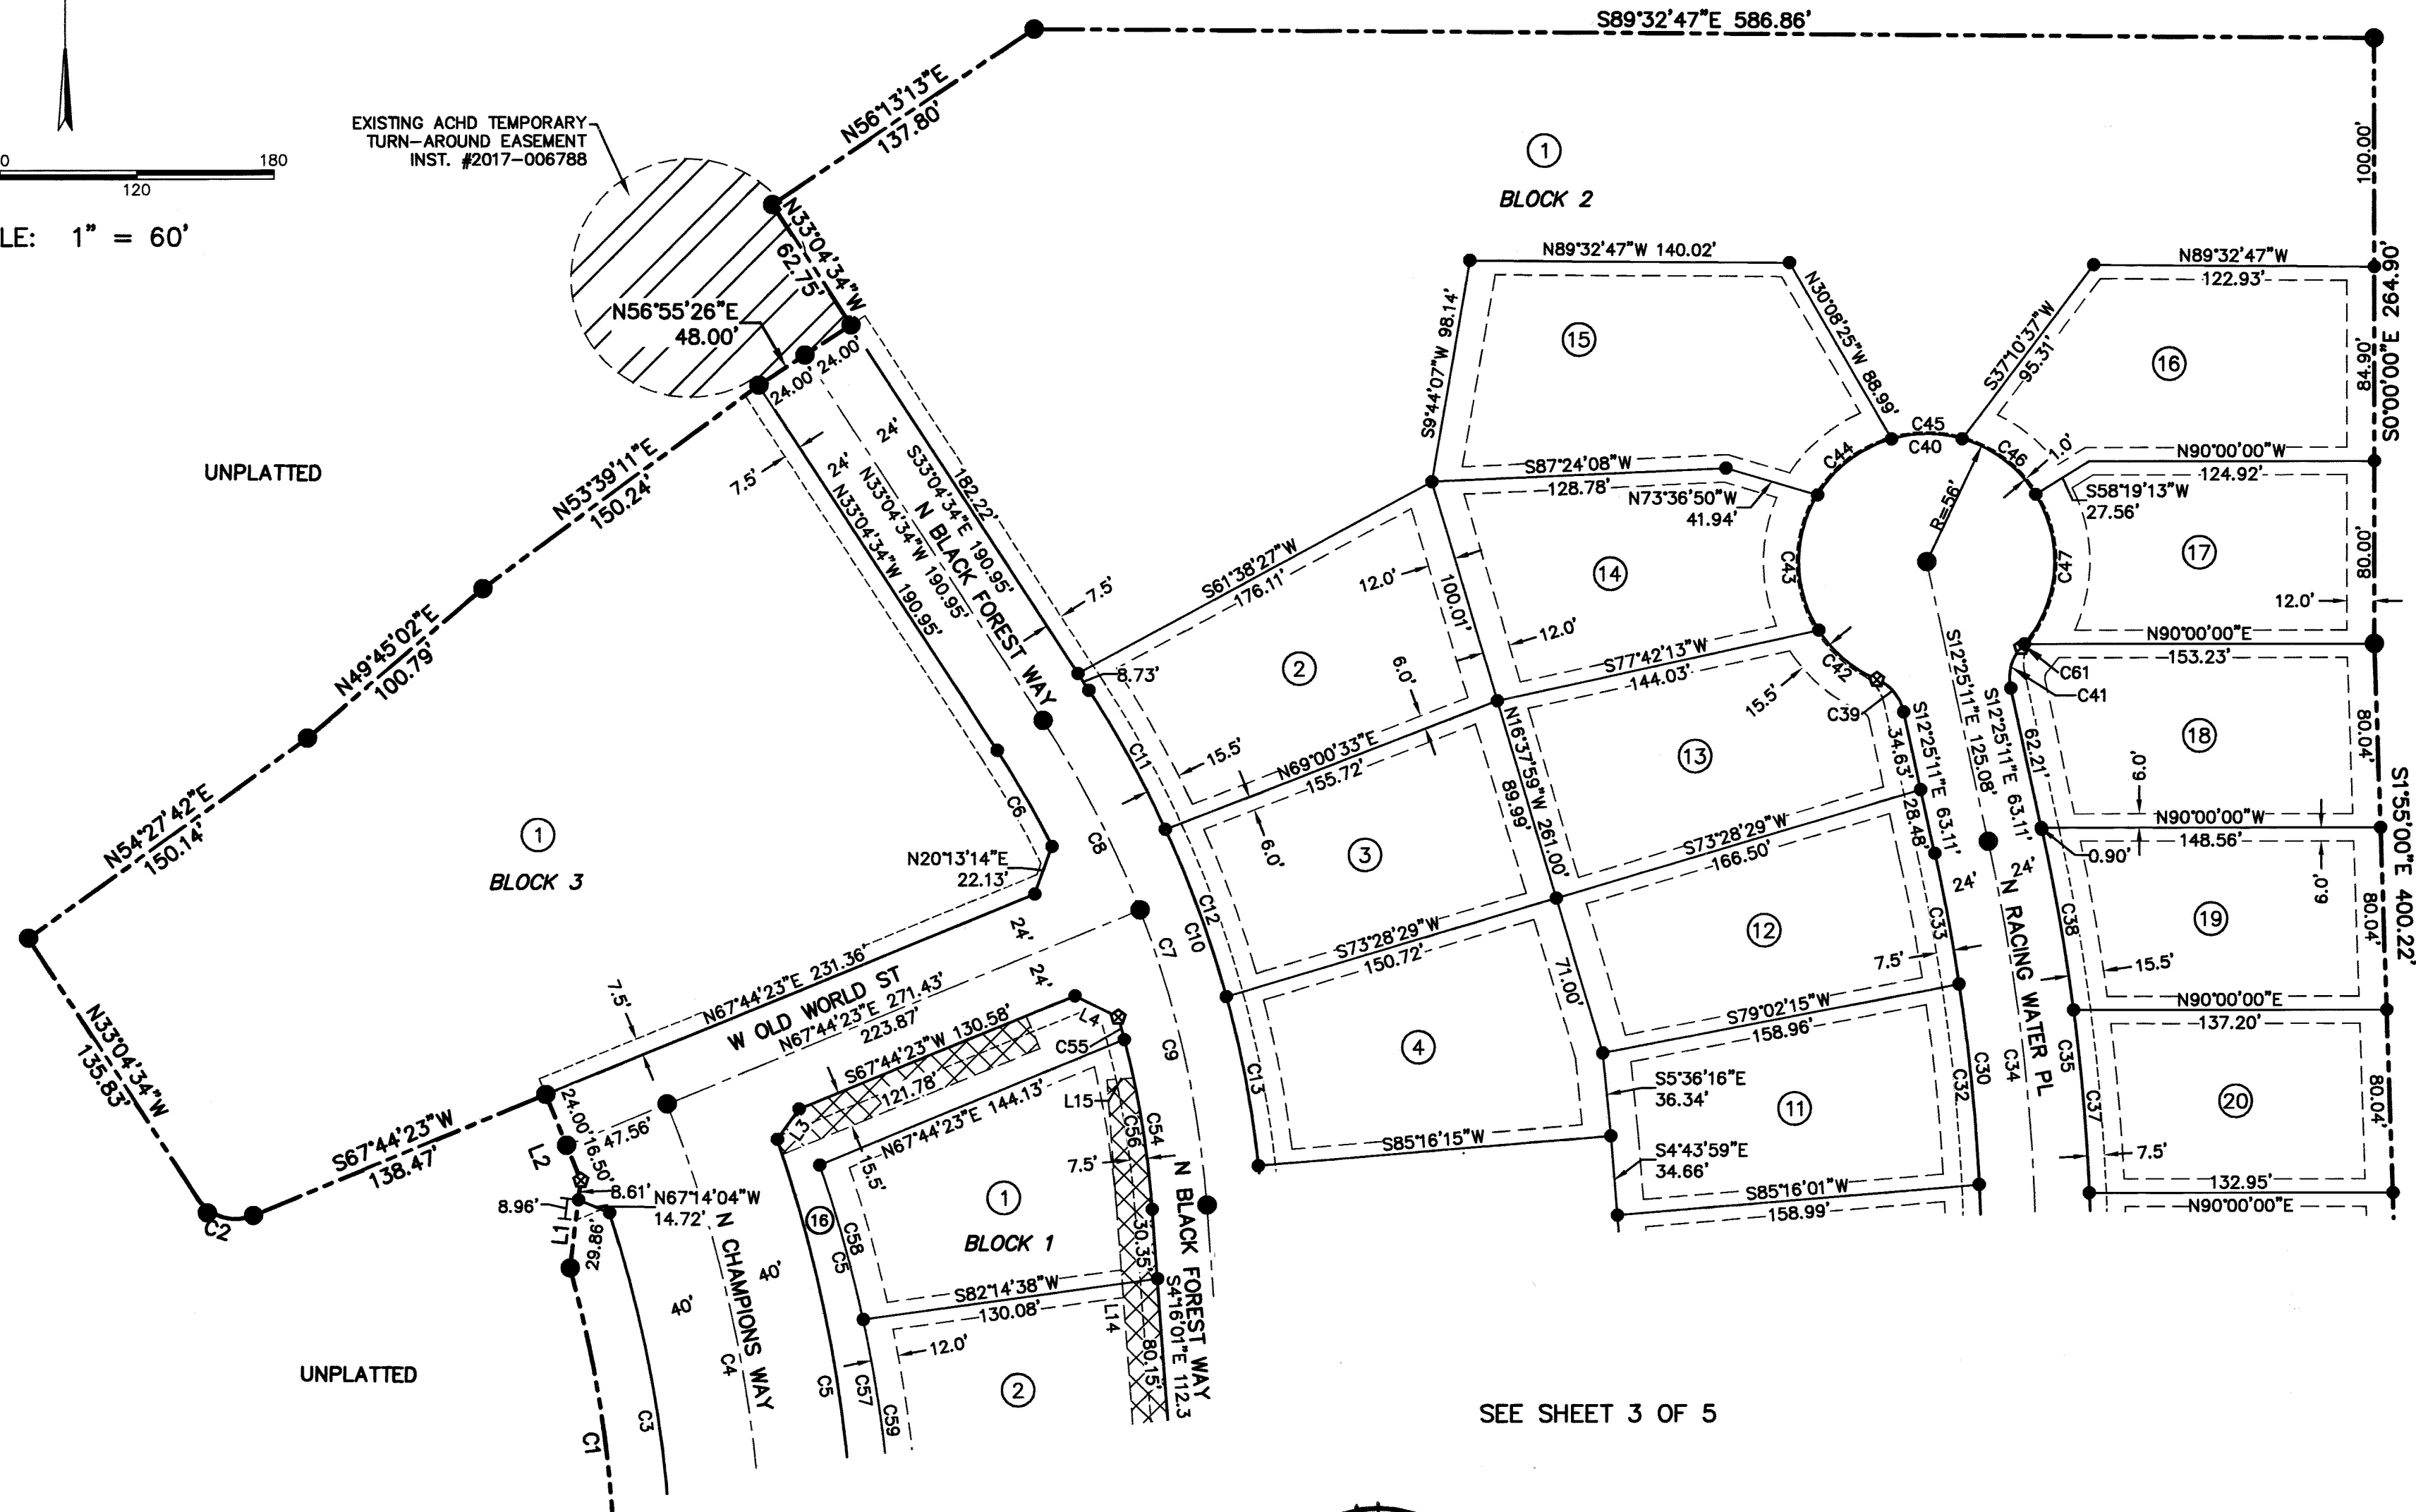 S89°32'47"E 586.86'
N56°13'13"E
137.80'
EXISTING ACHD TEMPORARY
TURN-AROUND EASEMENT
INST. #2017-006788
0
180
120
LE: 1" = 60'
1
BLOCK 2
100.00'
S0°00'00"E 264.90'
N33°04'34"W
62.75'
N56°55'26"E
48.00'
24.00'
24.00'
N89°32'47"W 140.02'
N89°32'47"W
122.93'
S9°44'07"W 98.14'
15
N30°08'25"W 88.99'
S37°10'37"W
95.31'
16
84.90'
UNPLATTED
N53°39'11"E
150.24'
7.5'
24'
24'
N33°04'34"W 190.95'
N33°04'34"W 190.95'
S33°04'34"E 190.95'
182.22'
N BLACK FOREST WAY
7.5'
S87°24'08"W
128.78'
N73°36'50"W
41.94'
C44
C45
C40
C46
1.0'
R=56'
N90°00'00"W
124.92'
S58°19'13"W
27.56'
17
80.00'
12.0'
N49°45'02"E
100.79'
S61°38'27"W
176.11'
12.0'
100.01'
14
12.0'
C43
C47
N90°00'00"E
153.23'
C61
C41
8.73'
2
6.0'
S77°42'13"W
144.03'
C42
15.5'
C39
S12°25'11"E 125.08'
S12°25'11"E 63.11'
S12°25'11"E 63.11'
34.63'
28.48'
62.21'
18
80.04'
S1°55'00"E 400.22'
N54°27'42"E
150.14'
1
BLOCK 3
C6
C11
C8
15.5'
N69°00'33"E
155.72'
6.0'
N16°37'59"W 261.00'
89.99'
13
6.0'
N90°00'00"W
148.56'
0.90'
6.0'
N20°13'14"E
22.13'
3
S73°28'29"W
166.50'
24'
24'
N RACING WATER PL
C38
19
80.04'
N67°44'23"E 231.36'
7.5'
W OLD WORLD ST
N67°44'23"E 271.43'
223.87'
24'
24'
C7
C12
C10
S73°28'29"W
150.72'
71.00'
12
C33
7.5'
15.5'
N90°00'00"E
137.20'
N33°04'34"W
135.83'
S67°44'23"W 130.58'
121.78'
L4
C55
C9
4
C13
S79°02'15"W
158.96'
C30
C32
C34
C35
C37
S67°44'23"W
138.47'
24.00'
16.50'
L2
47.56'
L3
L15
N67°44'23"E 144.13'
5.5'
C54
C56
7.5'
S5°36'16"E
36.34'
11
20
80.04'
S85°16'15"W
S4°43'59"E
34.66'
7.5'
C2
8.96'
8.61'
N67°14'04"W
14.72'
L1
29.86'
16
1
BLOCK 1
C58
C5
30.35'
S85°16'01"W
158.99'
132.95'
N90°00'00"E
N CHAMPIONS WAY
40'
40'
S82°14'38"W
130.08'
L14
N BLACK FOREST WAY
S4°16'01"E 112.3
80.15'
UNPLATTED
C4
12.0'
2
C1
C3
C5
C57
C59
SEE SHEET 3 OF 5